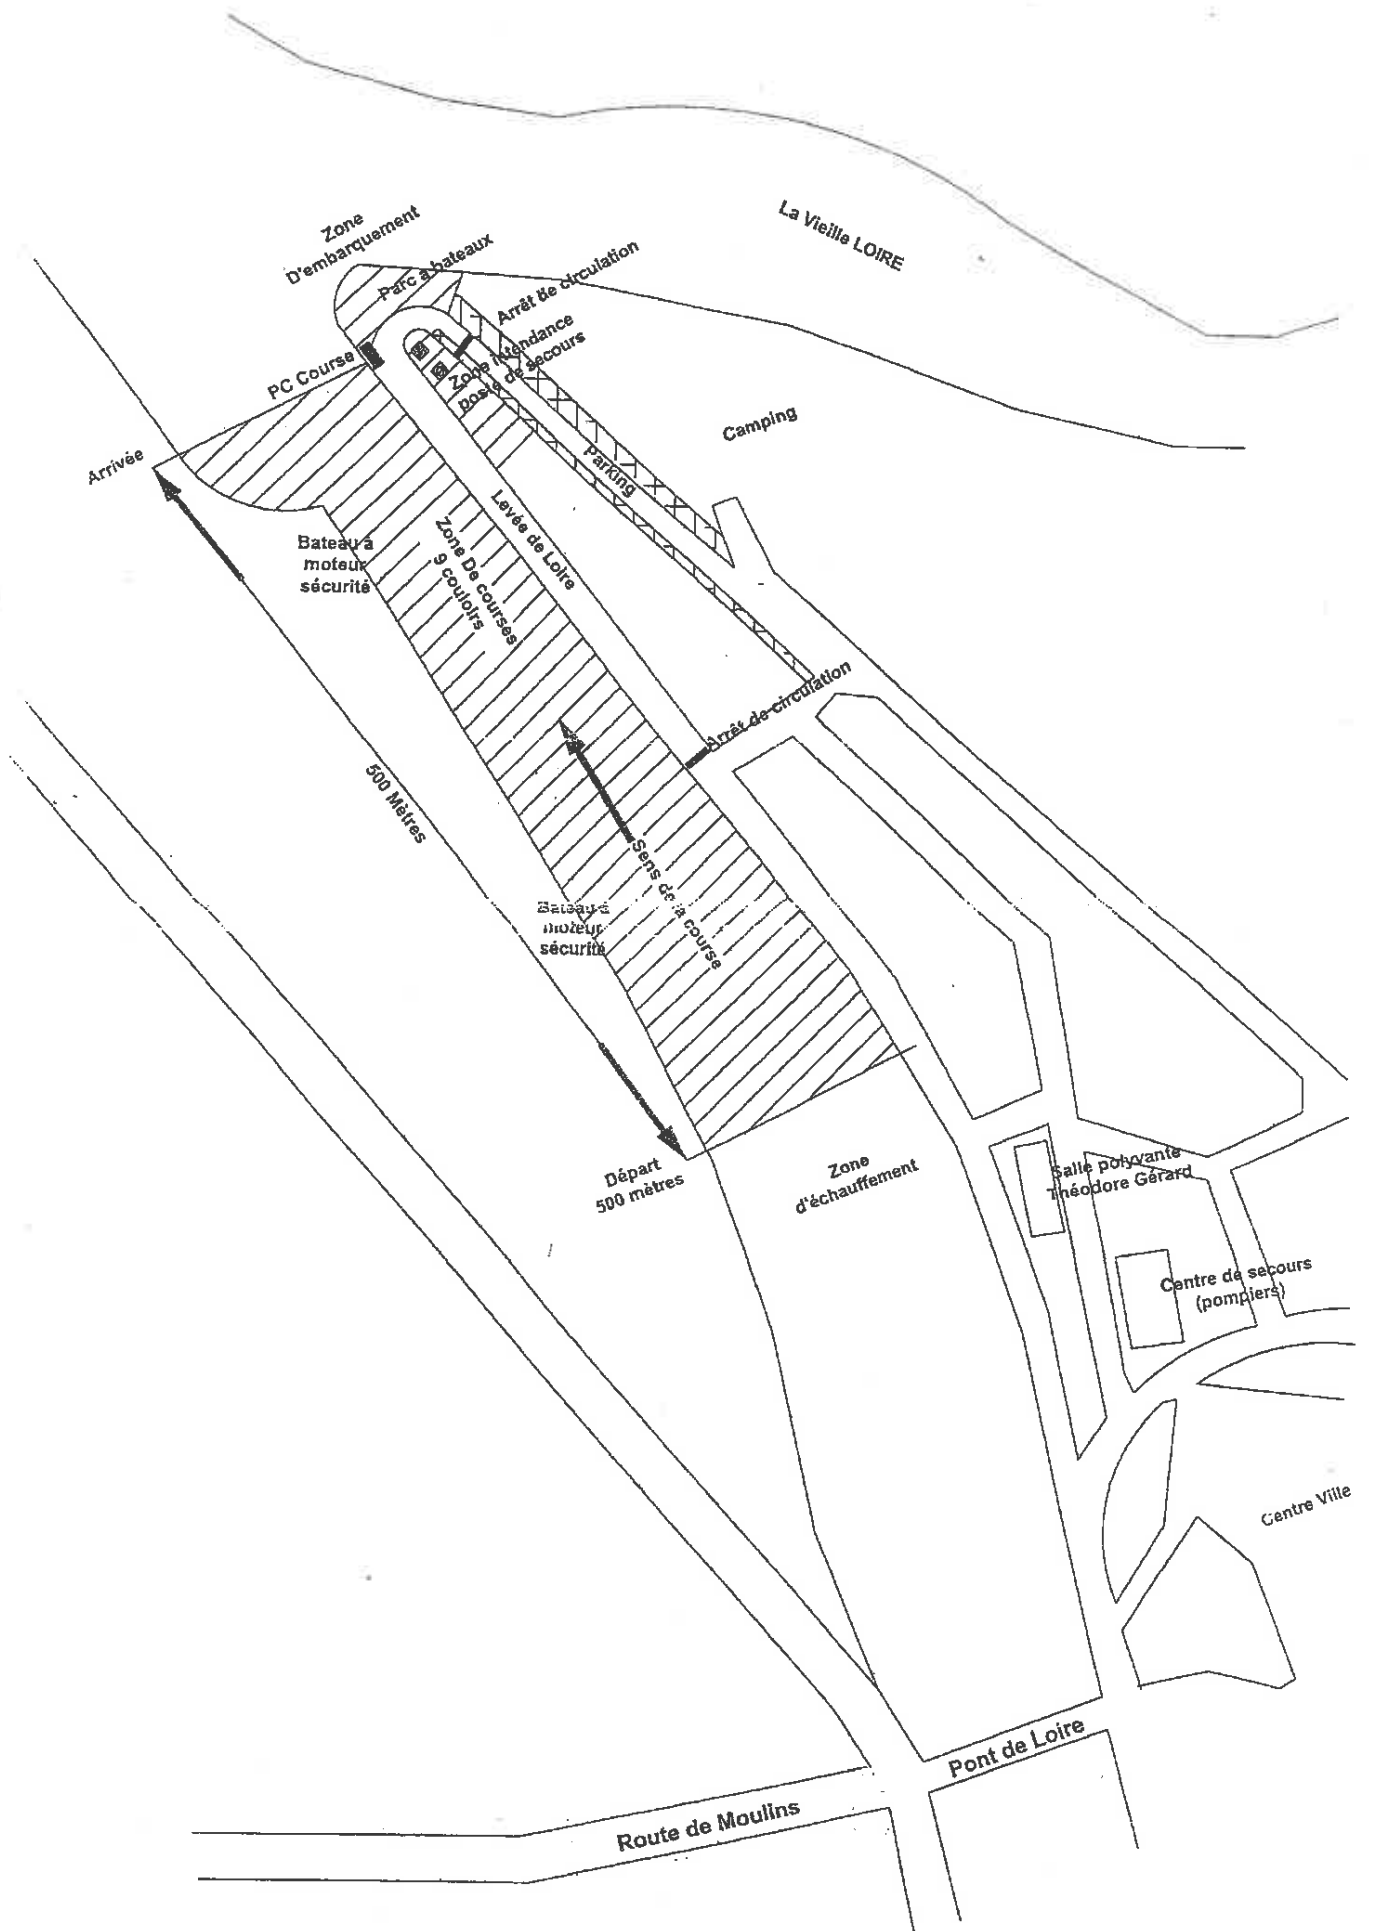 La Vieille LOIRE
Zone
D'embarquement
Parc à bateaux
Arrêt de circulation
Zone intendance
poste de secours
PC Course
Camping
Arrivée
Parking
Levée de Loire
Zone De courses
9 couloirs
Bateau à
moteur
sécurité
Arrêt de circulation
500 Mètres
Sens de la course
Bateau à
moteur
sécurité
Départ
500 mètres
Zone
d'échauffement
Salle polyvante
Théodore Gérard
Centre de secours
(pompiers)
Centre Ville
Pont de Loire
Route de Moulins